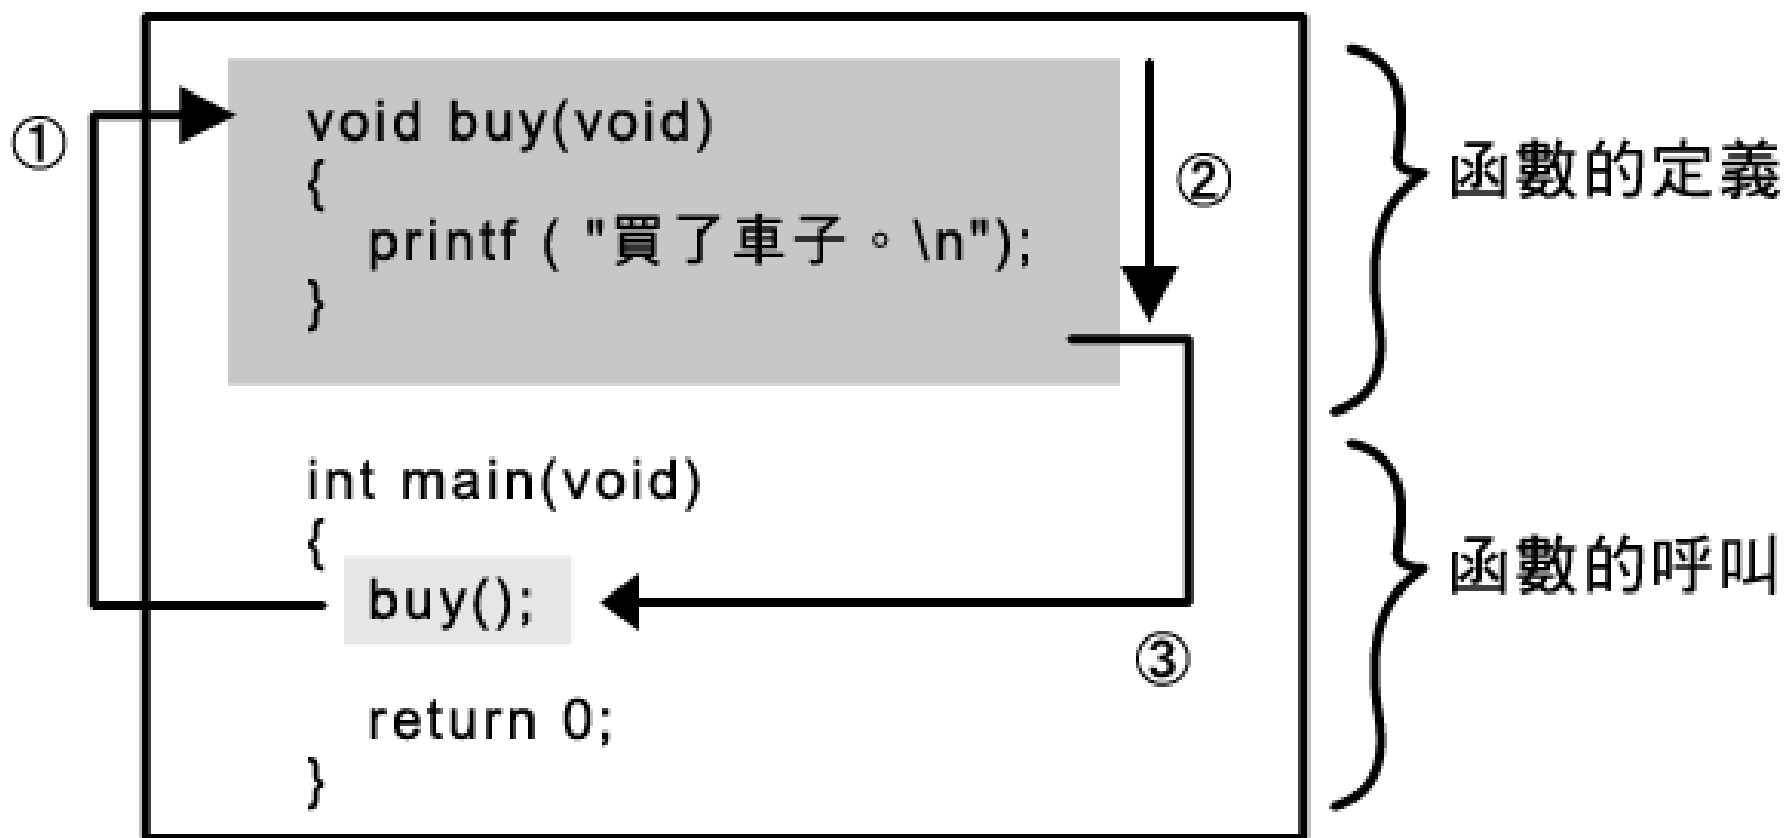 ①
void buy(void)
{
printf ( "買了車子。\n");
}
②
函數的定義
int main(void)
{
buy();
③
return 0;
}
函數的呼叫